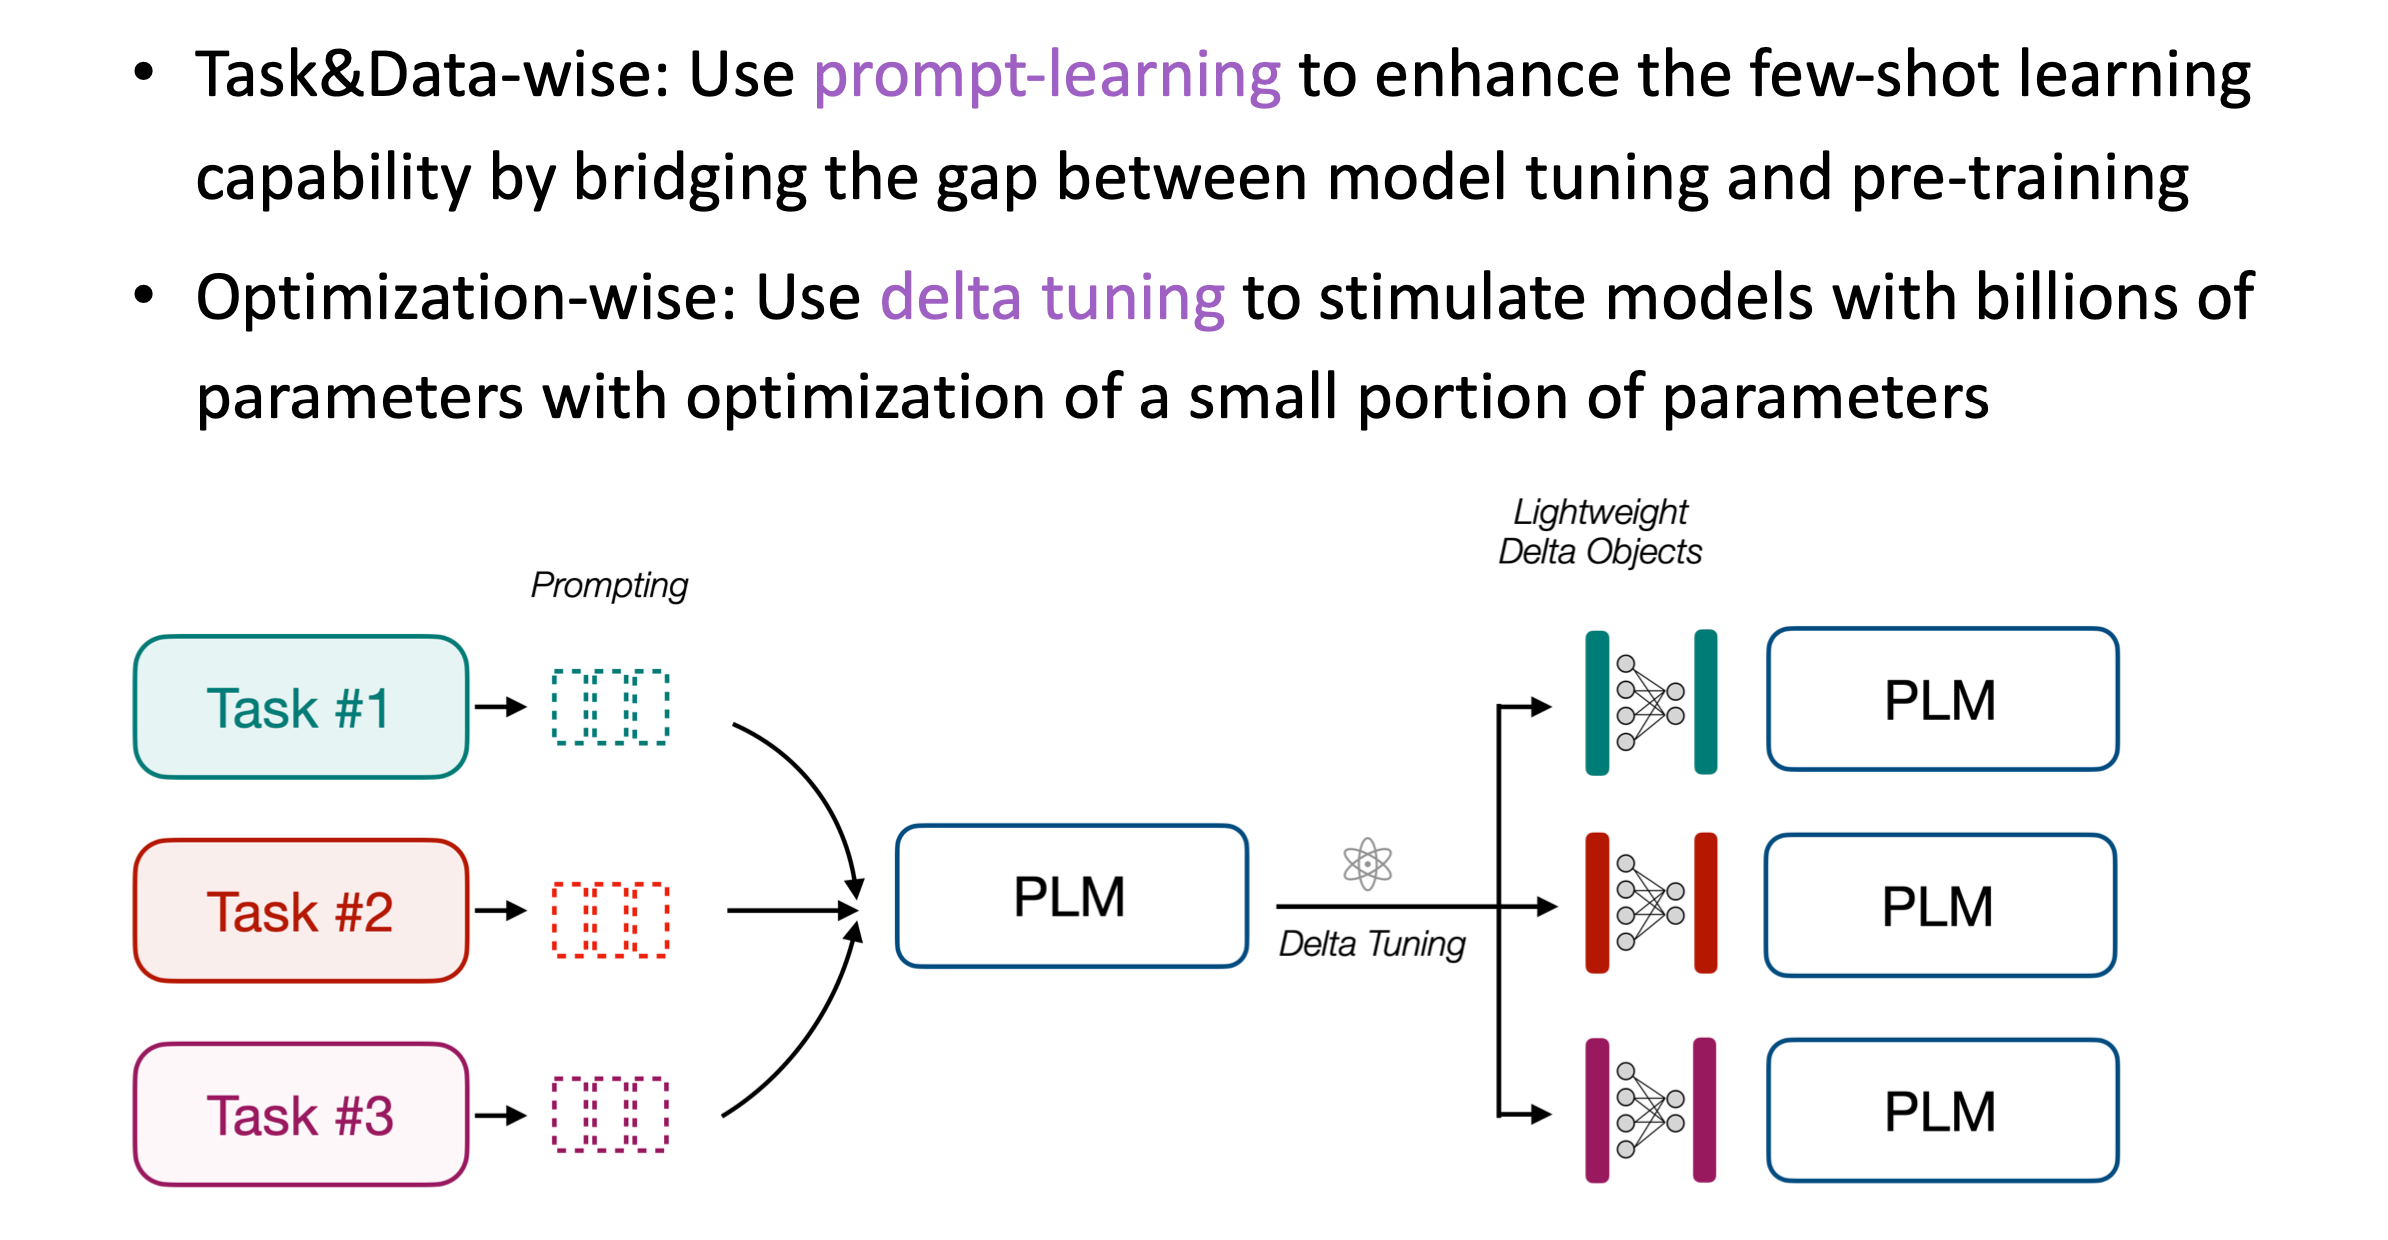 • Task&Data-wise: Use prompt-learning to enhance the few-shot learning
capability by bridging the gap between model tuning and pre-training
• Optimization-wise: Use delta tuning to stimulate models with billions of
parameters with optimization of a small portion of parameters
Lightweight
Delta Objects
Prompting
Task #1
PLM
Task #2
PLM
Delta Tuning
PLM
Task #3
PLM